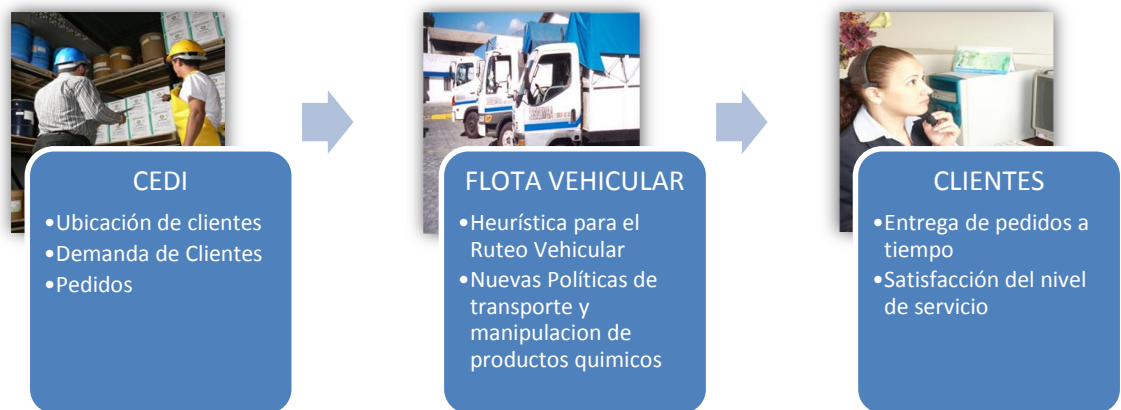 CEDI
•Ubicación de clientes
•Demanda de Clientes
•Pedidos
FLOTA VEHICULAR
•Heurística para el
Ruteo Vehicular
•Nuevas Políticas de
transporte y
manipulacion de
productos quimicos
CLIENTES
•Entrega de pedidos a
tiempo
•Satisfacción del nivel
de servicio